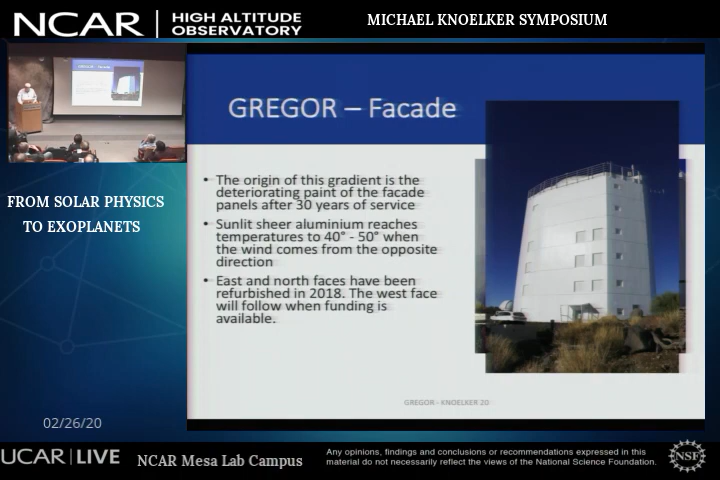 NCAR
HIGH ALTITUDE
OBSERVATORY
MICHAEL KNOELKER SYMPOSIUM
FROM SOLAR PHYSICS
TO EXOPLANETS
GREGOR – Facade
• The origin of this gradient is the
deteriorating paint of the facade
panels after 30 years of service
• Sunlit sheer aluminium reaches
temperatures to 40° - 50° when
the wind comes from the opposite
direction
• East and north faces have been
refurbished in 2018. The west face
will follow when funding is
available.
GREGOR - KNOELKER 20
02/26/20
UCAR | LIVE
NCAR Mesa Lab Campus
Any opinions, findings and conclusions or recommendations expressed in this
material do not necessarily reflect the views of the National Science Foundation.
NSF